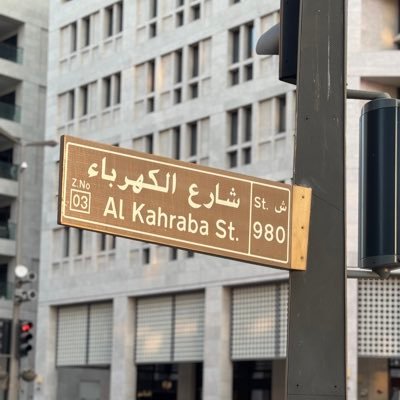 شارع الكهرباء
Al Kahraba St.
Z.No
03
St. ش
980